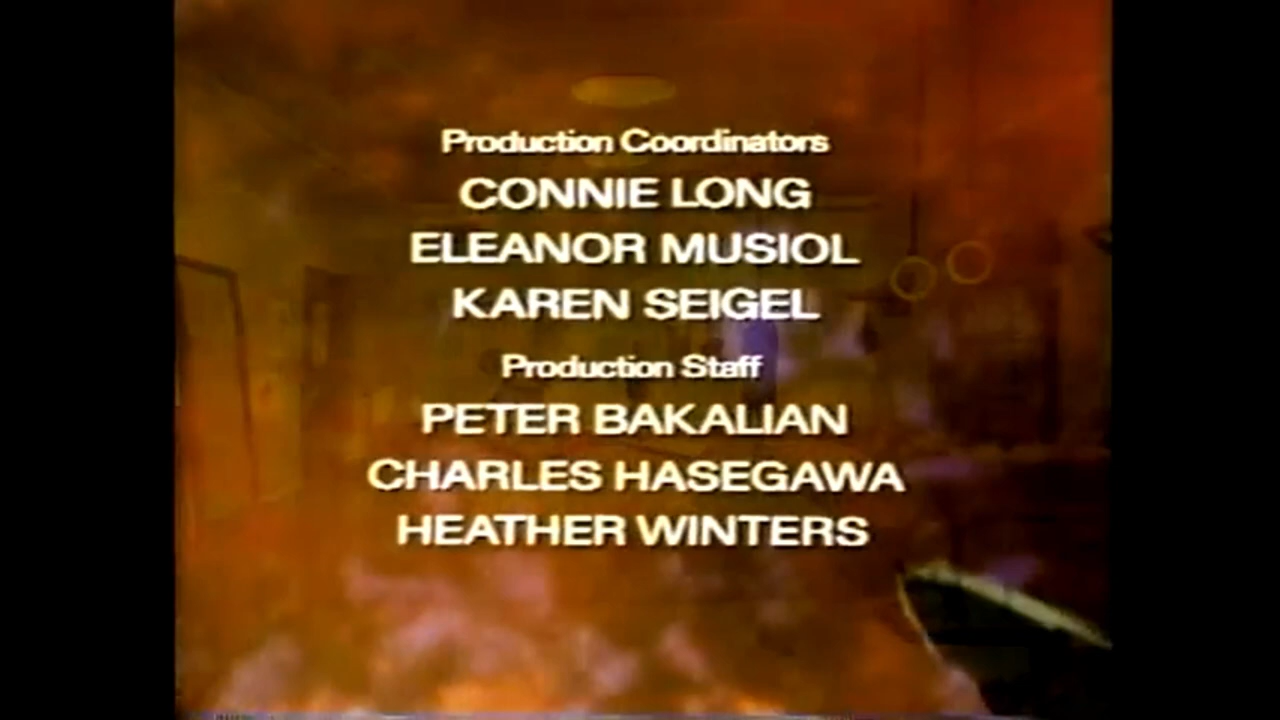 Production Coordinators
CONNIE LONG
ELEANOR MUSIOL
KAREN SEIGEL
Production Staff
PETER BAKALIAN
CHARLES HASEGAWA
HEATHER WINTERS